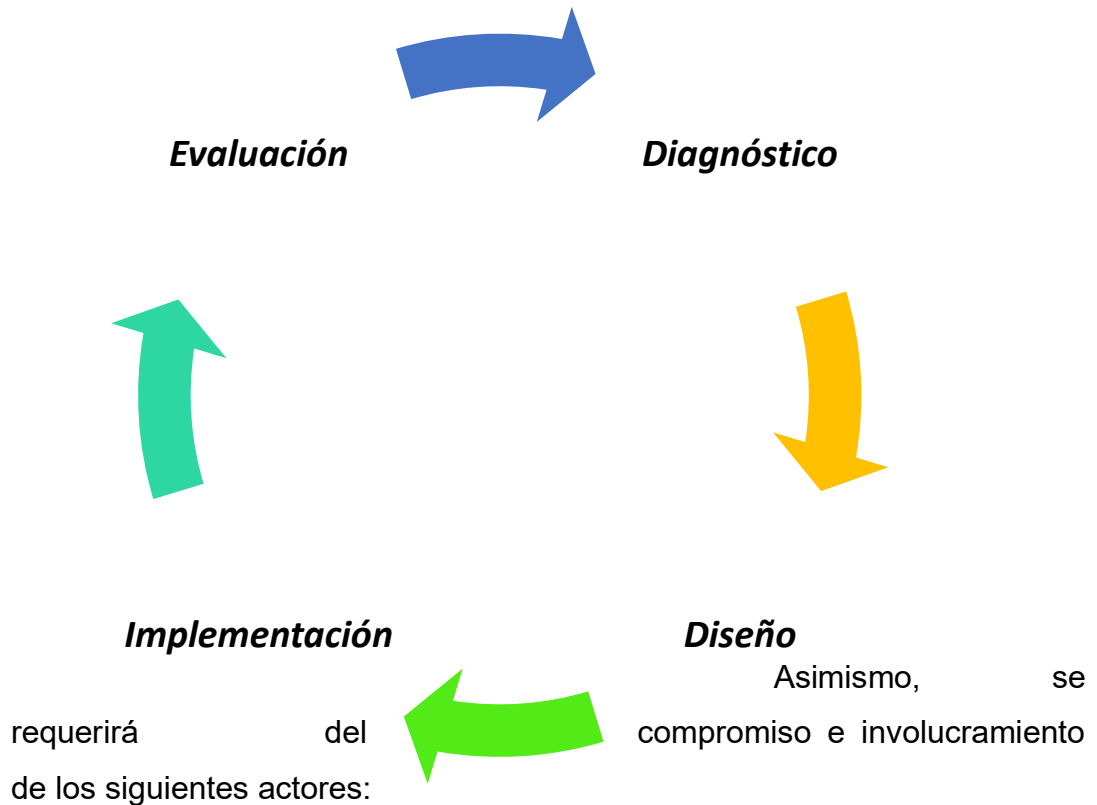 Evaluación
Diagnóstico
Implementación
Diseño
Asimismo, se
requerirá del compromiso e involucramiento
de los siguientes actores: